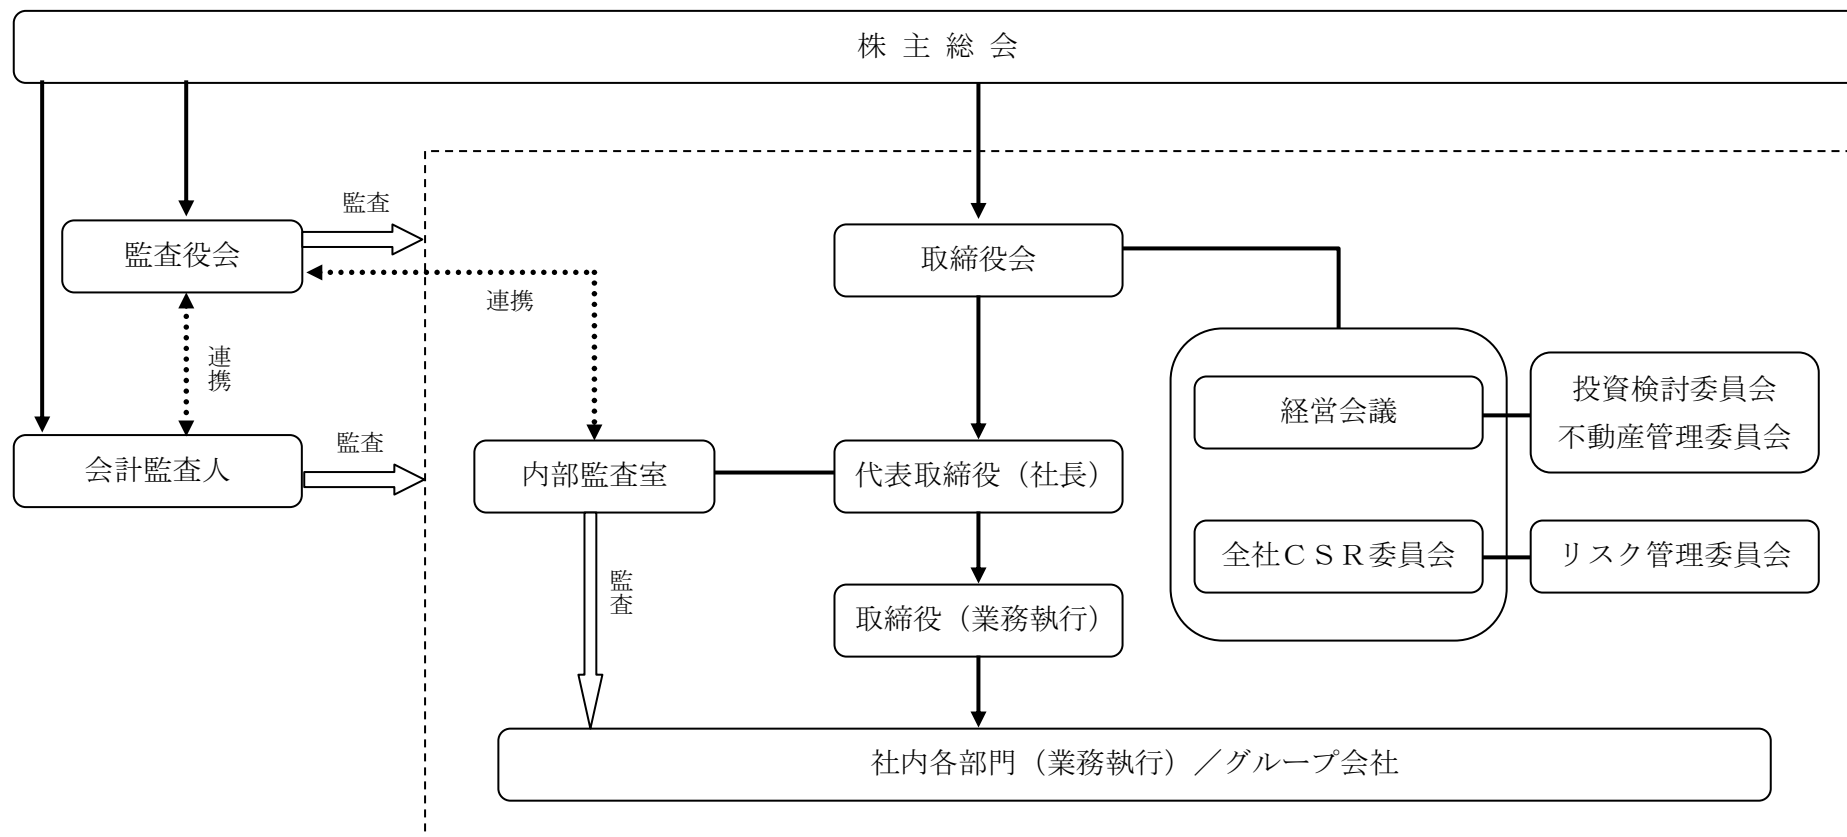 株主総会
監査
監査役会
取締役会
連携
連携
経営会議
投資検討委員会
不動産管理委員会
会計監査人
監査
内部監査室
代表取締役（社長）
監査
全社ＣＳＲ委員会
リスク管理委員会
取締役（業務執行）
社内各部門（業務執行）／グループ会社